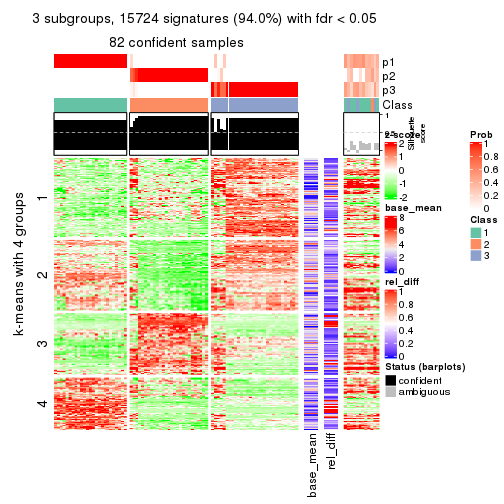 3 subgroups, 15724 signatures (94.0%) with fdr < 0.05
82 confident samples
p1
p2
p3
Class
1
0.5
Silhouette
score
k-means with 4 groups
1
2
3
4
base_mean
rel_diff
z-score
2
1
0
-1
-2
base_mean
8
6
4
2
0
rel_diff
1
0.8
0.6
0.4
0.2
0
Status (barplots)
confident
ambiguous
Prob
1
0.8
0.6
0.4
0.2
0
Class
1
2
3